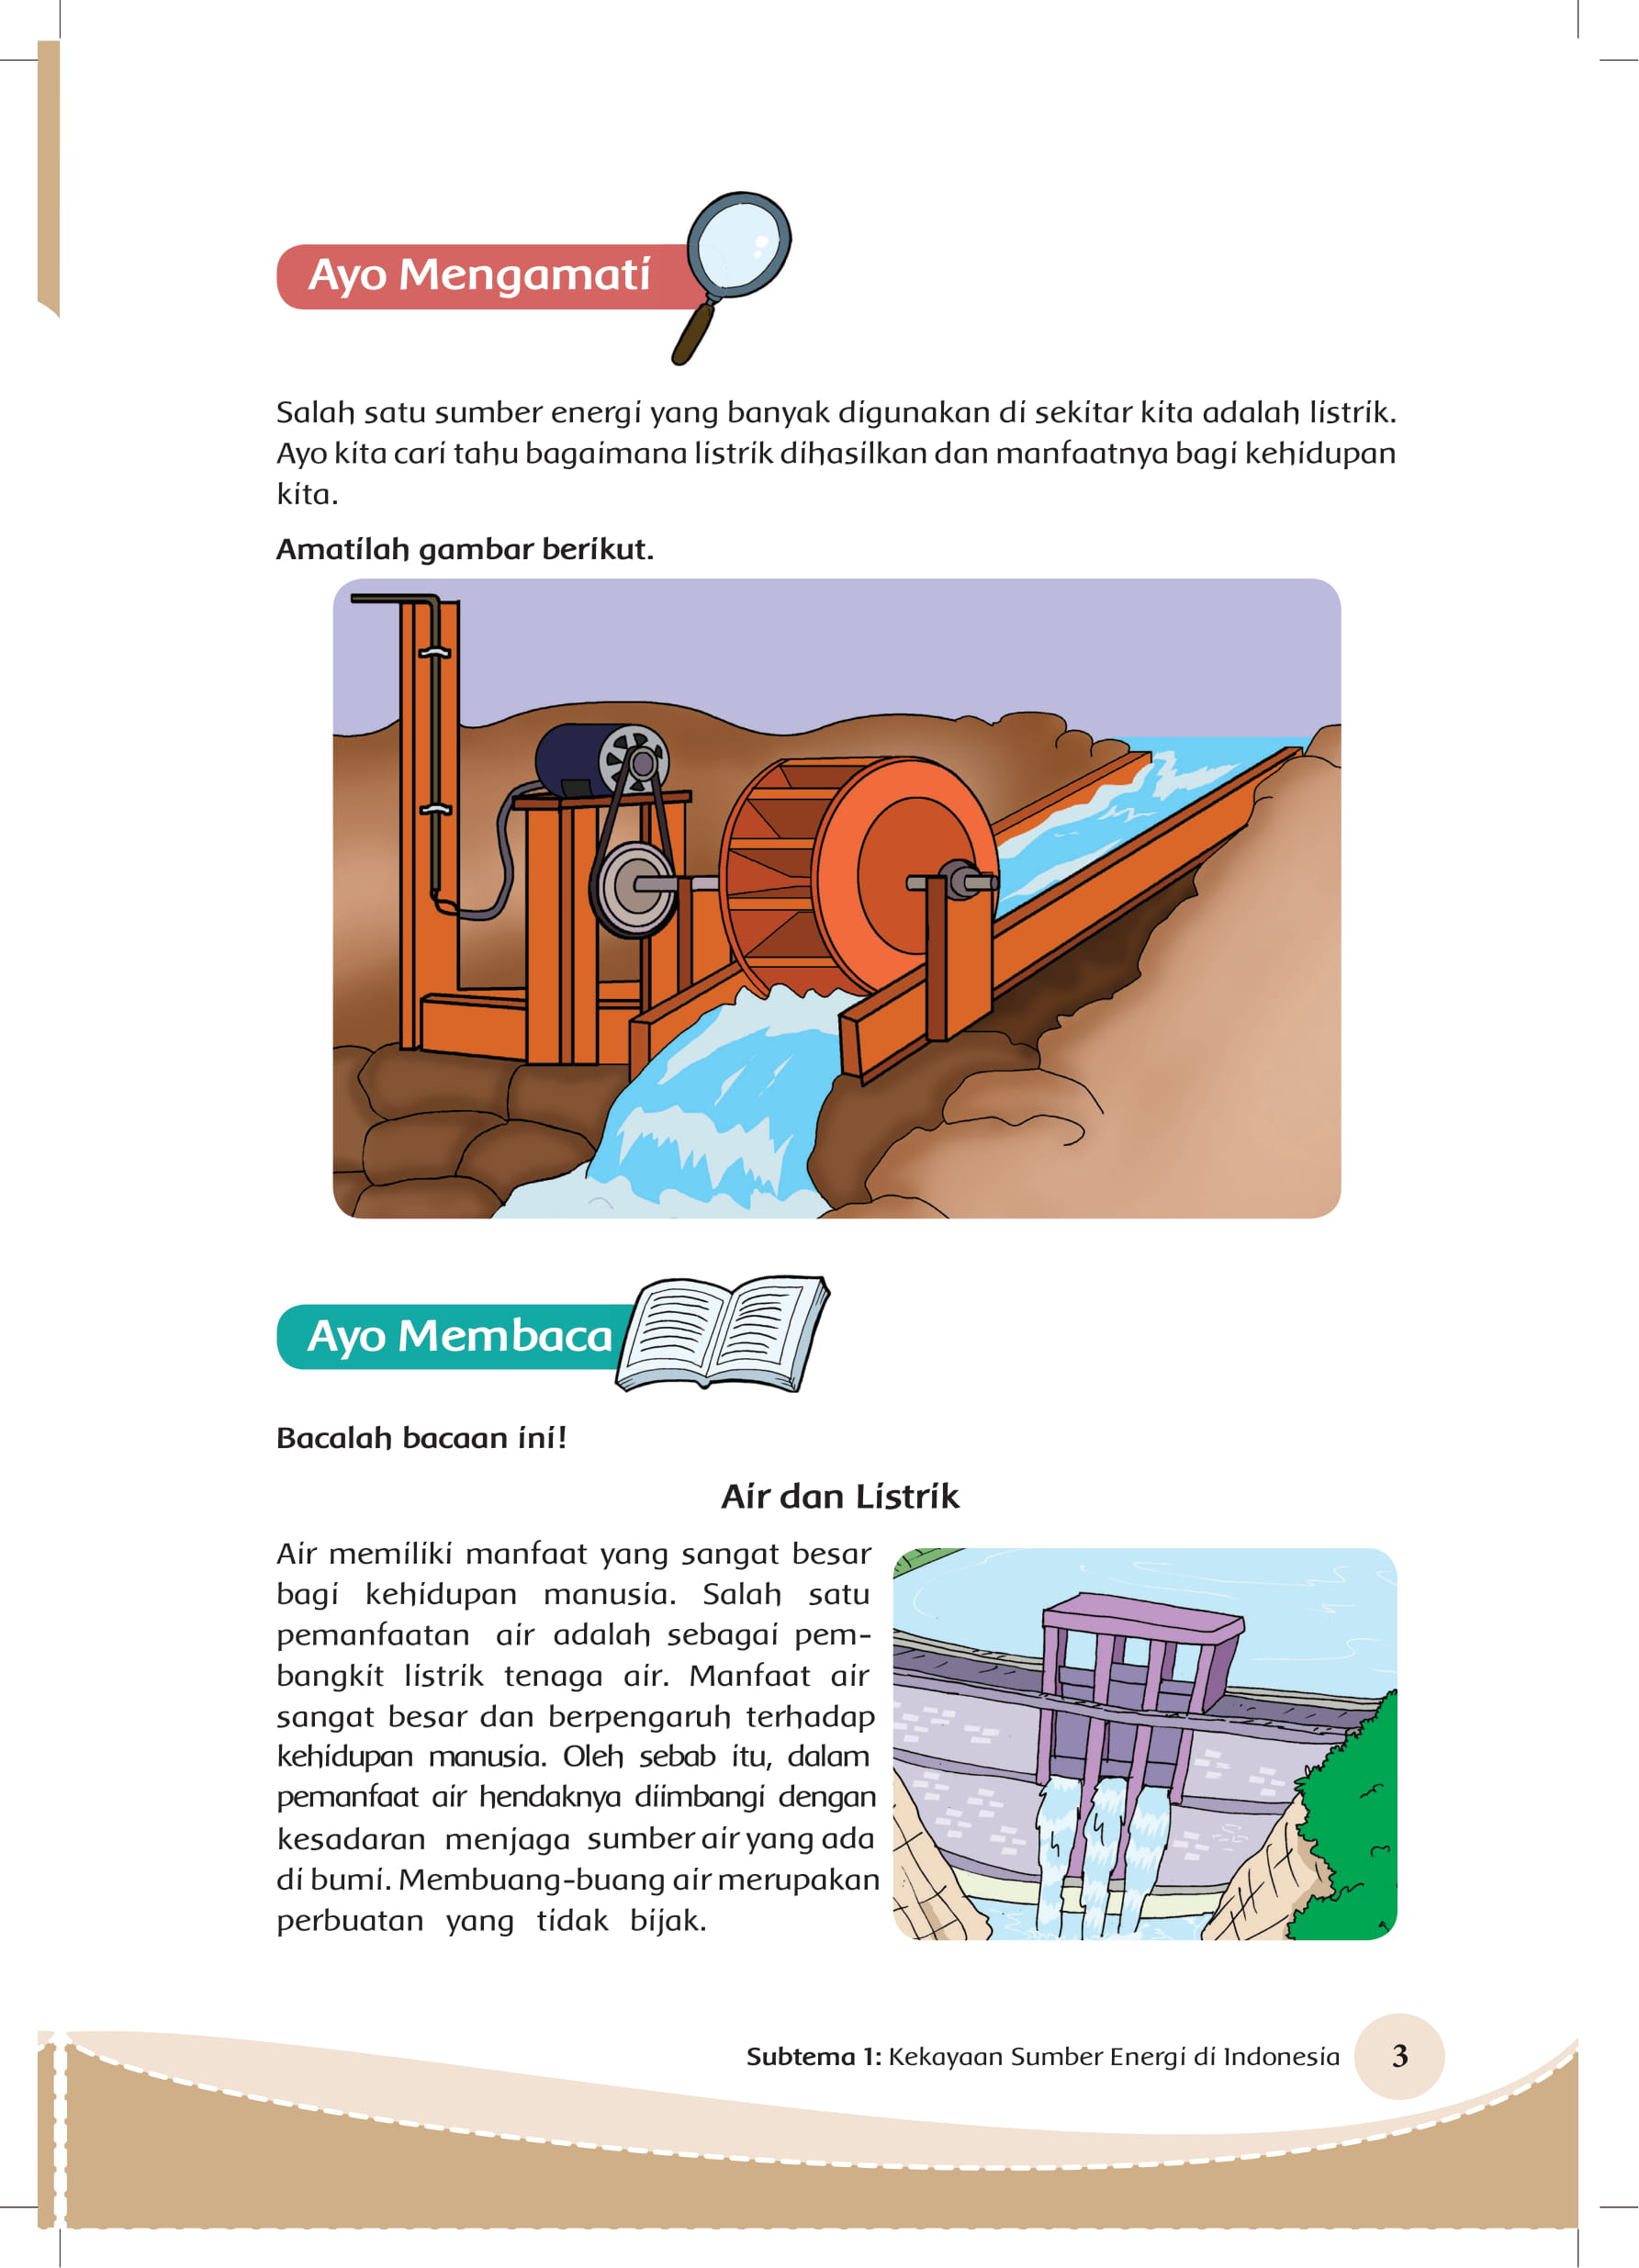 Ayo Mengamati
Salah satu sumber energi yang banyak digunakan di sekitar kita adalah listrik.
Ayo kita cari tahu bagaimana listrik dihasilkan dan manfaatnya bagi kehidupan
kita.
Amatilah gambar berikut.
Ayo Membaca
Bacalah bacaan ini!
Air dan Listrik
Air memiliki manfaat yang sangat besar
bagi kehidupan manusia. Salah satu
pemanfaatan air adalah sebagai pem-
bangkit listrik tenaga air. Manfaat air
sangat besar dan berpengaruh terhadap
kehidupan manusia. Oleh sebab itu, dalam
pemanfaat air hendaknya diimbangi dengan
kesadaran menjaga sumber air yang ada
di bumi. Membuang-buang air merupakan
perbuatan yang tidak bijak.
Subtema 1: Kekayaan Sumber Energi di Indonesia 3